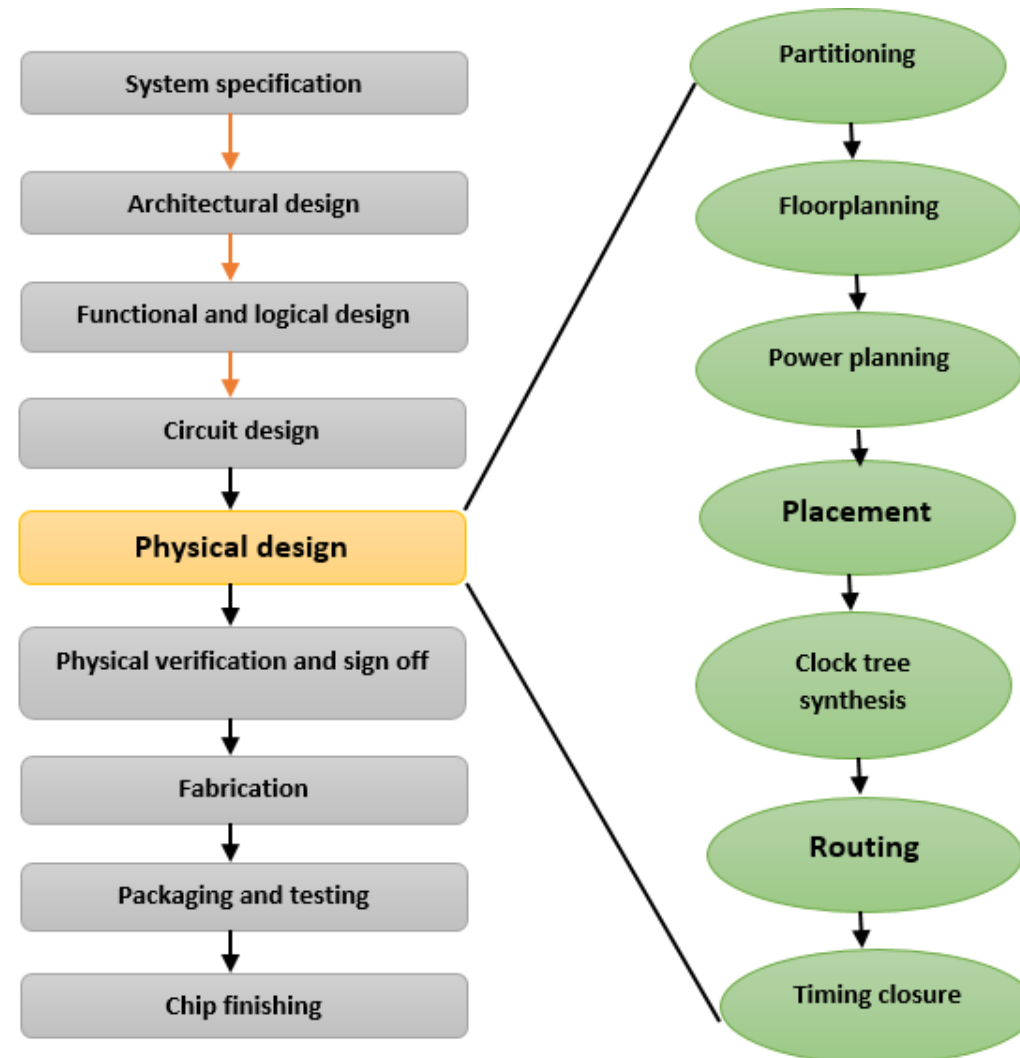 System specification
Architectural design
Functional and logical design
Circuit design
Physical design
Physical verification and sign off
Fabrication
Packaging and testing
Chip finishing
Partitioning
Floorplanning
Power planning
Placement
Clock tree
synthesis
Routing
Timing closure